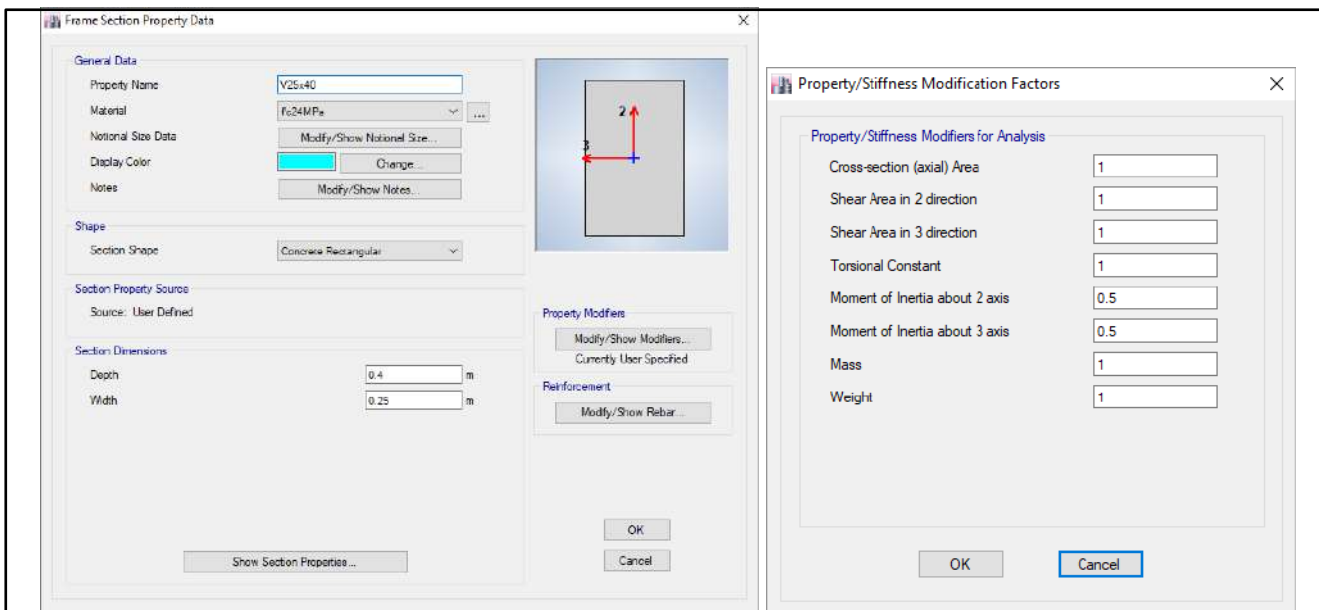 Frame Section Property Data
General Data
Property Name V25x40
Material f'c24MPa ...
Notional Size Data Modify/Show Notional Size...
Display Color Change...
Notes Modify/Show Notes...
Shape
Section Shape Concrete Rectangular
Section Property Source
Source: User Defined
Section Dimensions
Depth 0.4 m
Width 0.25 m
Show Section Properties...
2
3
Property Modifiers
Modify/Show Modifiers...
Currently User Specified
Reinforcement
Modify/Show Rebar...
OK
Cancel
Property/Stiffness Modification Factors
Property/Stiffness Modifiers for Analysis
Cross-section (axial) Area 1
Shear Area in 2 direction 1
Shear Area in 3 direction 1
Torsional Constant 1
Moment of Inertia about 2 axis 0.5
Moment of Inertia about 3 axis 0.5
Mass 1
Weight 1
OK Cancel